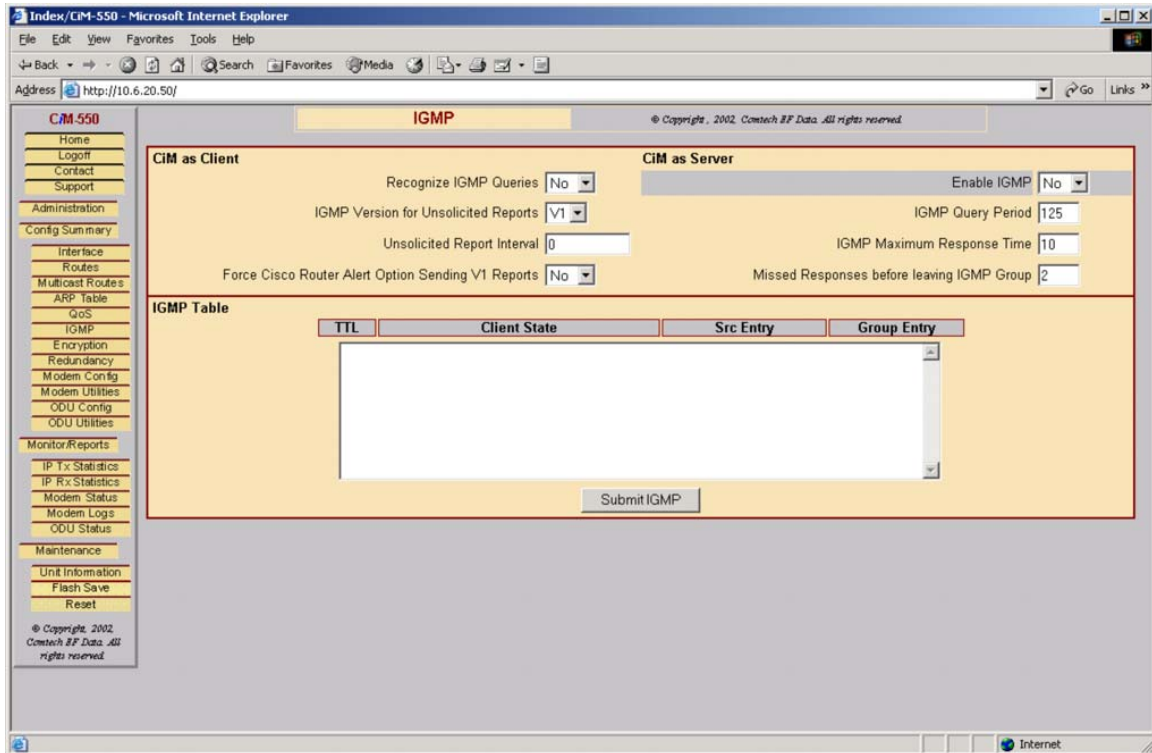 Index/CiM-550 - Microsoft Internet Explorer
File Edit View Favorites Tools Help
Back Search Favorites Media
Address http://10.6.20.50/ Go Links »
CiM-550
Home
Logoff
Contact
Support
Administration
Config Summary
Interface
Routes
Multicast Routes
ARP Table
QoS
IGMP
Encryption
Redundancy
Modem Config
Modem Utilities
ODU Config
ODU Utilities
Monitor/Reports
IP Tx Statistics
IP Rx Statistics
Modem Status
Modem Logs
ODU Status
Maintenance
Unit Information
Flash Save
Reset
© Copyright, 2002,
Comtech EF Data. All
rights reserved.
IGMP
© Copyright , 2002, Comtech EF Data. All rights reserved.
CiM as Client
Recognize IGMP Queries No
IGMP Version for Unsolicited Reports V1
Unsolicited Report Interval 0
Force Cisco Router Alert Option Sending V1 Reports No
CiM as Server
Enable IGMP No
IGMP Query Period 125
IGMP Maximum Response Time 10
Missed Responses before leaving IGMP Group 2
IGMP Table
TTL Client State Src Entry Group Entry
Submit IGMP
Internet